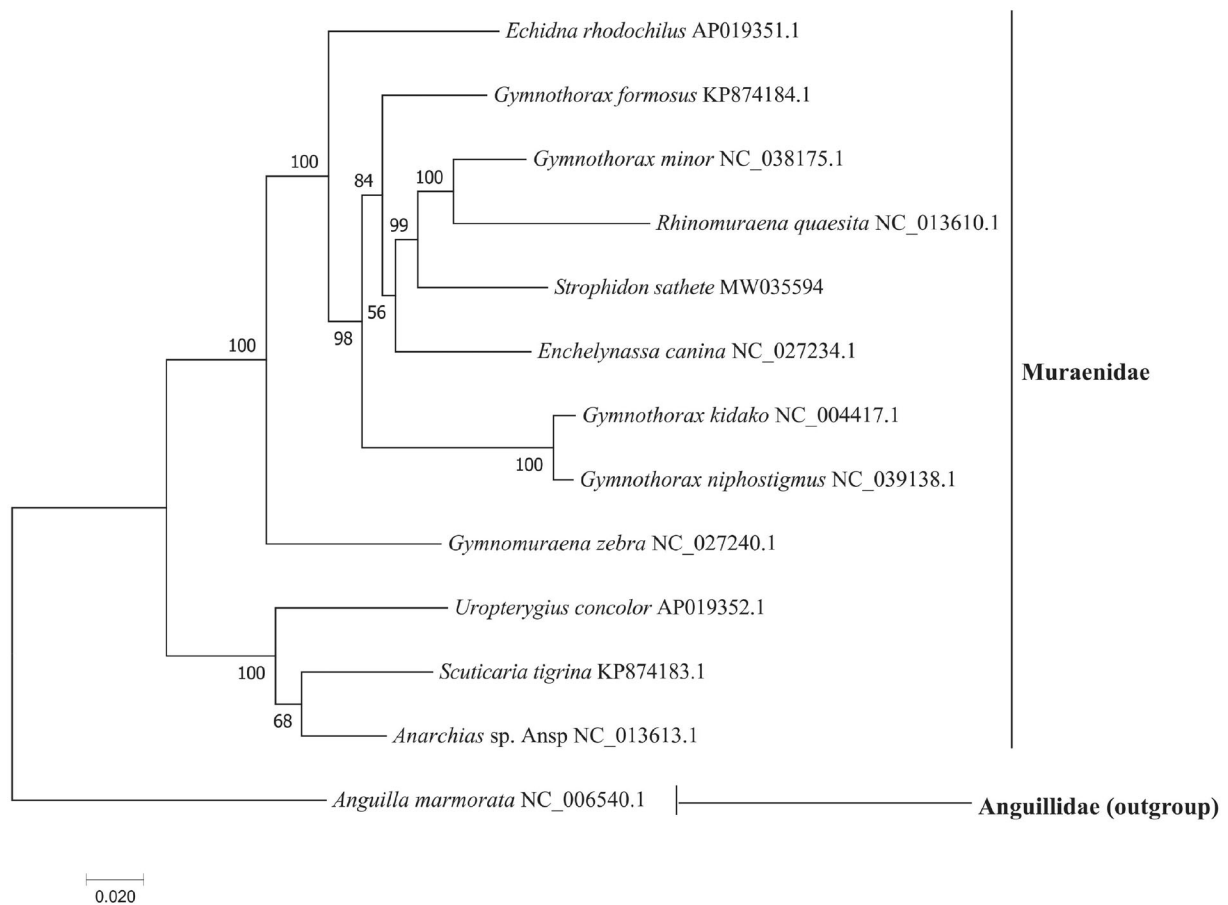 Echidna rhodochilus AP019351.1
Gymnothorax formosus KP874184.1
Gymnothorax minor NC_038175.1
100
100
84
Rhinomuraena quaesita NC_013610.1
99
Strophidon sathete MW035594
56
98
100
Enchelynassa canina NC_027234.1
Muraenidae
Gymnothorax kidako NC_004417.1
100
Gymnothorax niphostigmus NC_039138.1
Gymnomuraena zebra NC_027240.1
Uropterygius concolor AP019352.1
100
Scuticaria tigrina KP874183.1
68
Anarchias sp. Ansp NC_013613.1
Anguilla marmorata NC_006540.1
Anguillidae (outgroup)
0.020